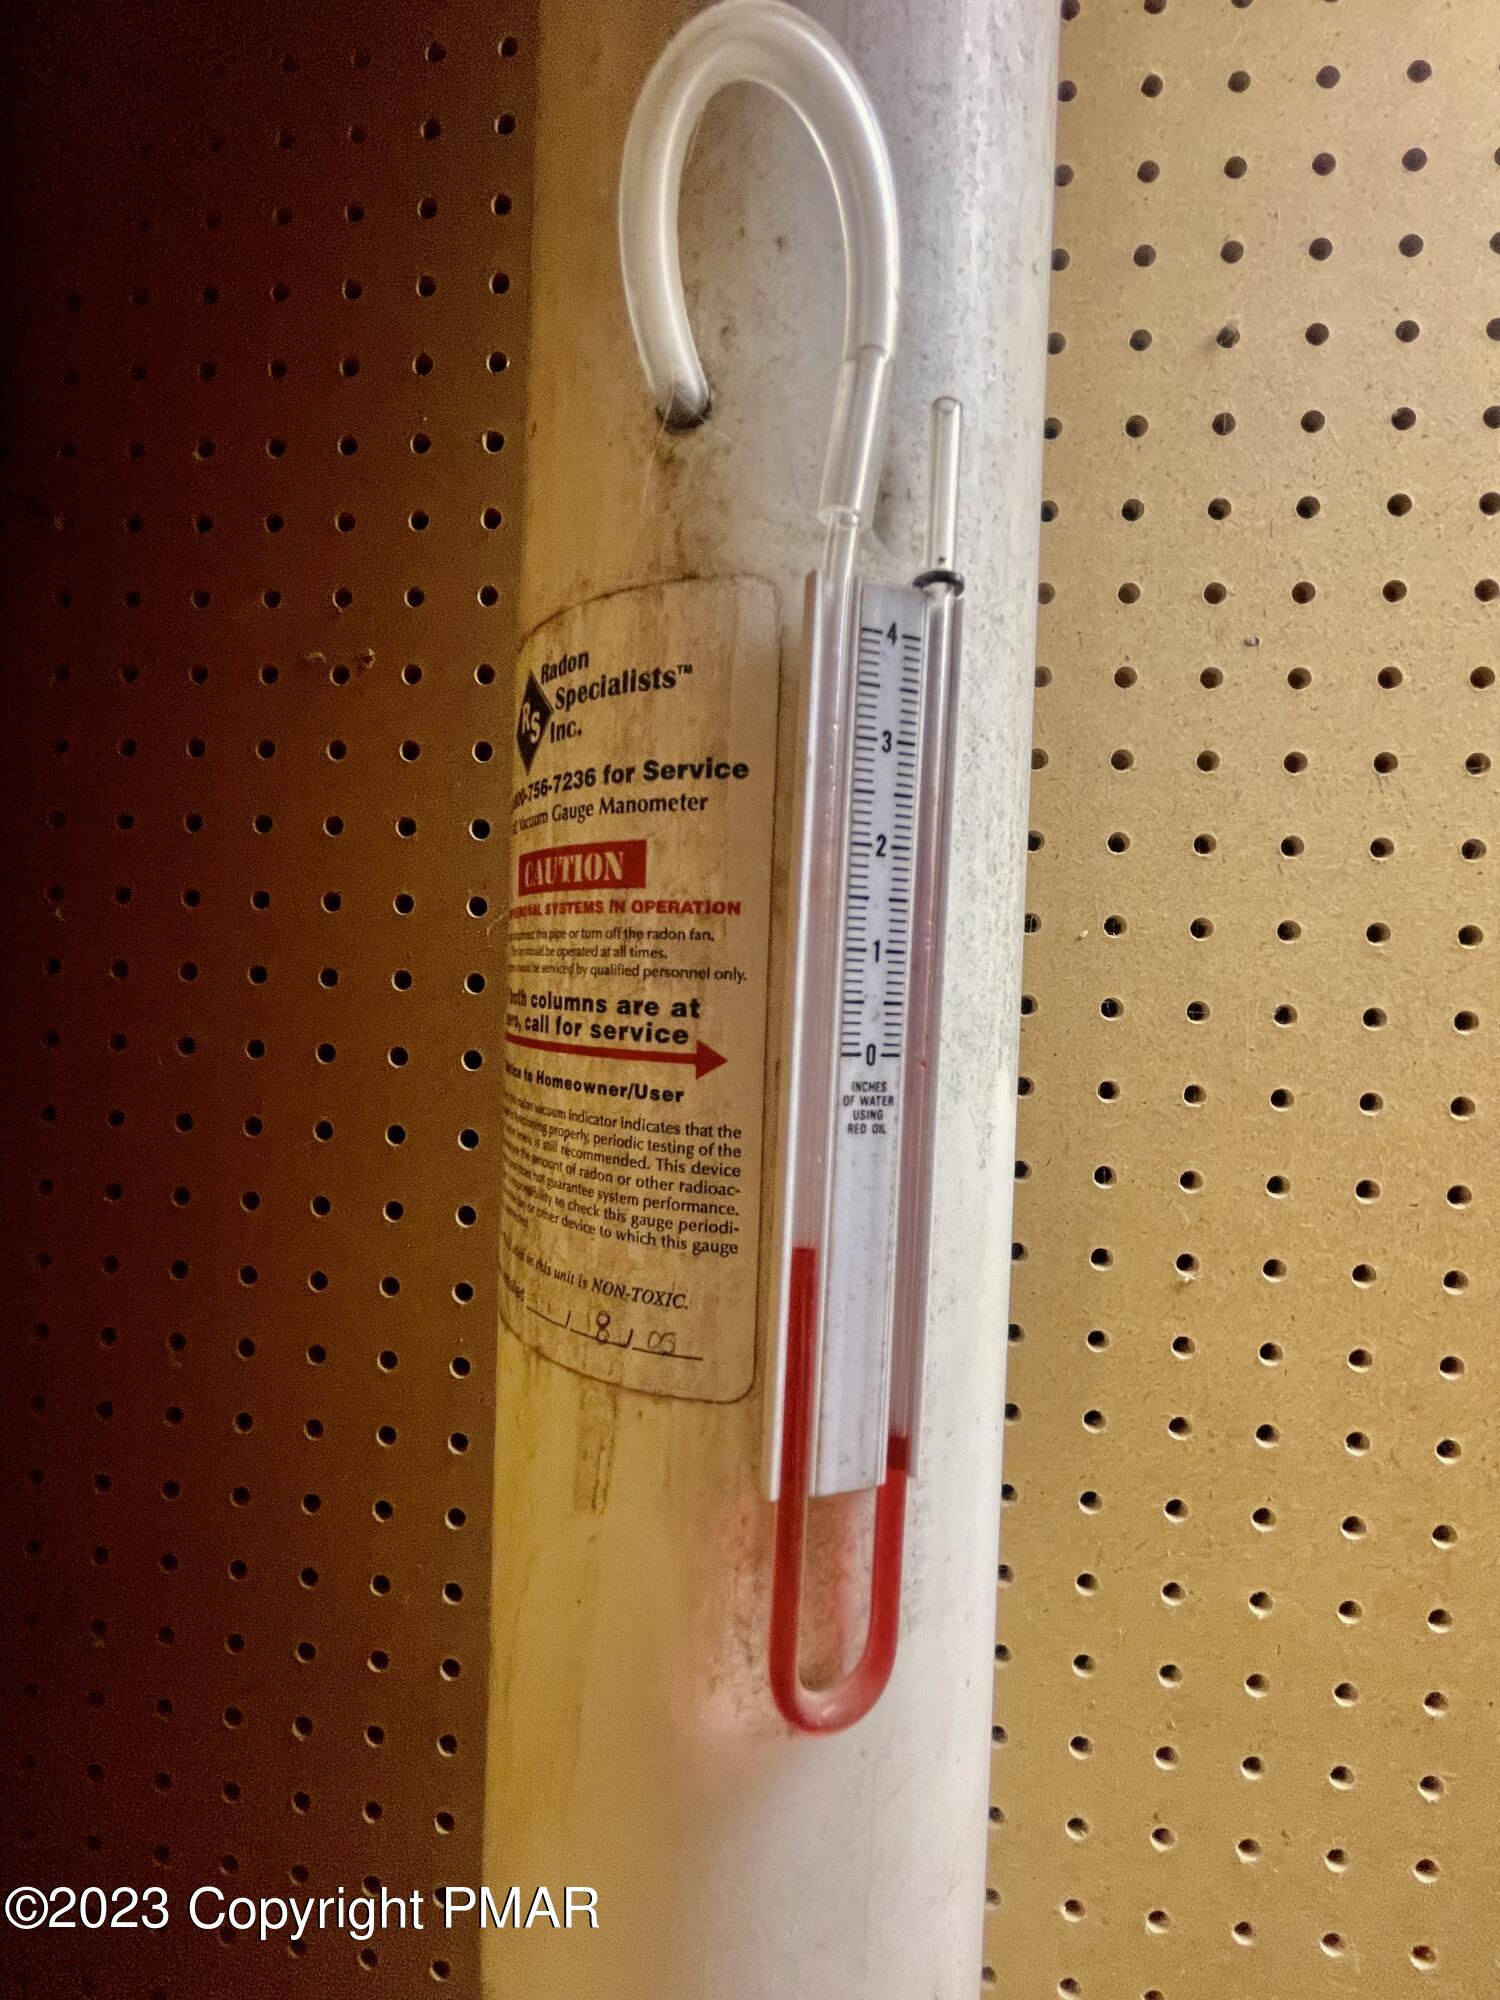 Radon
Specialists™
Inc.
RS
-756-7236 for Service
Vacuum Gauge Manometer
CAUTION
SYSTEMS IN OPERATION
this pipe or turn off the radon fan.
be operated at all times.
be serviced by qualified personnel only.
both columns are at
call for service
to Homeowner/User
vacuum indicator indicates that the
functioning properly, periodic testing of the
is still recommended. This device
amount of radon or other radioac-
not guarantee system performance.
to check this gauge periodi-
or other device to which this gauge
this unit is NON-TOXIC.
/ 8 / 05
4
3
2
1
0
INCHES
OF WATER
USING
RED OIL
©2023 Copyright PMAR